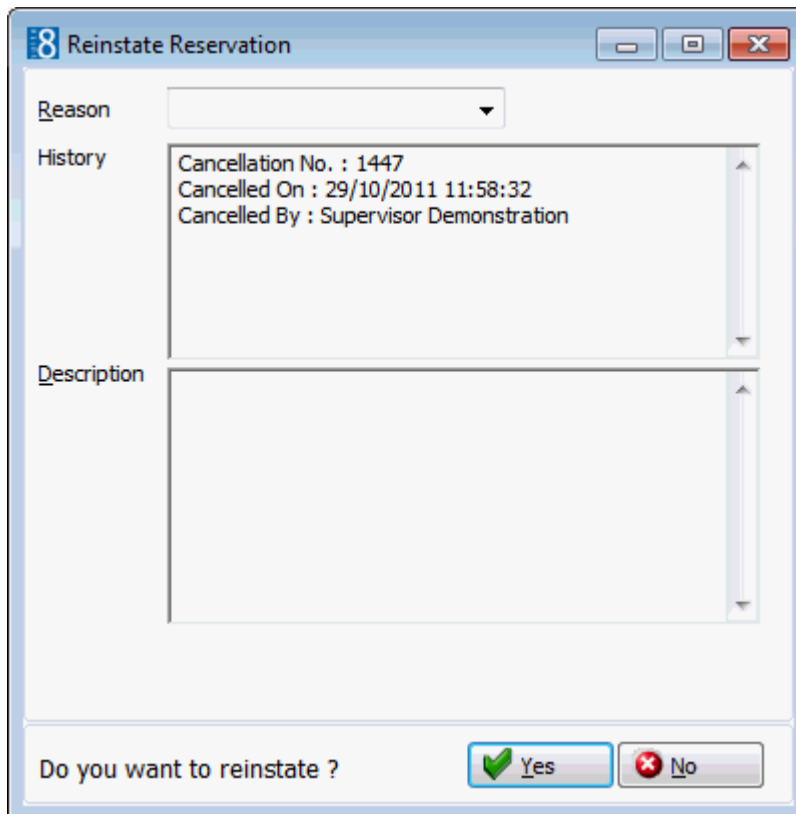 8 Reinstate Reservation
Reason
History
Cancellation No. : 1447
Cancelled On : 29/10/2011 11:58:32
Cancelled By : Supervisor Demonstration
Description
Do you want to reinstate ?
Yes
No